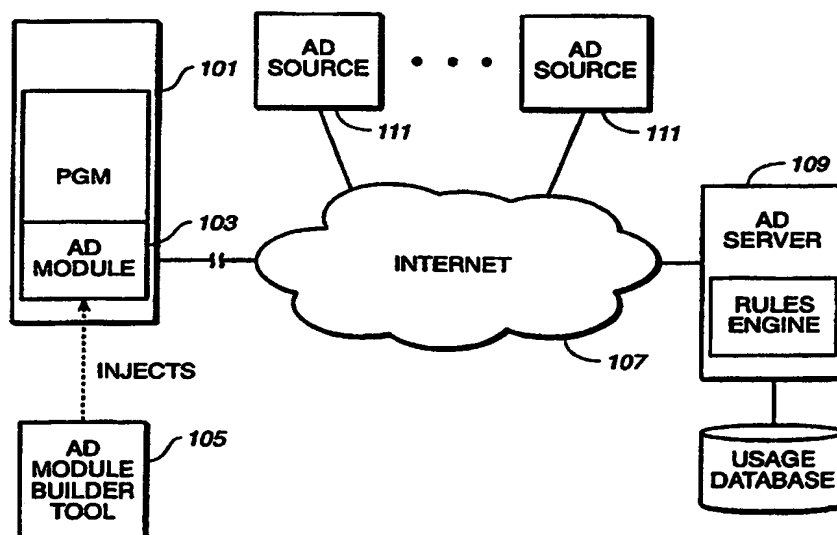 101
PGM
103
AD
MODULE
INJECTS
105
AD
MODULE
BUILDER
TOOL
AD
SOURCE
111
• • •
AD
SOURCE
111
INTERNET
107
109
AD
SERVER
RULES
ENGINE
USAGE
DATABASE